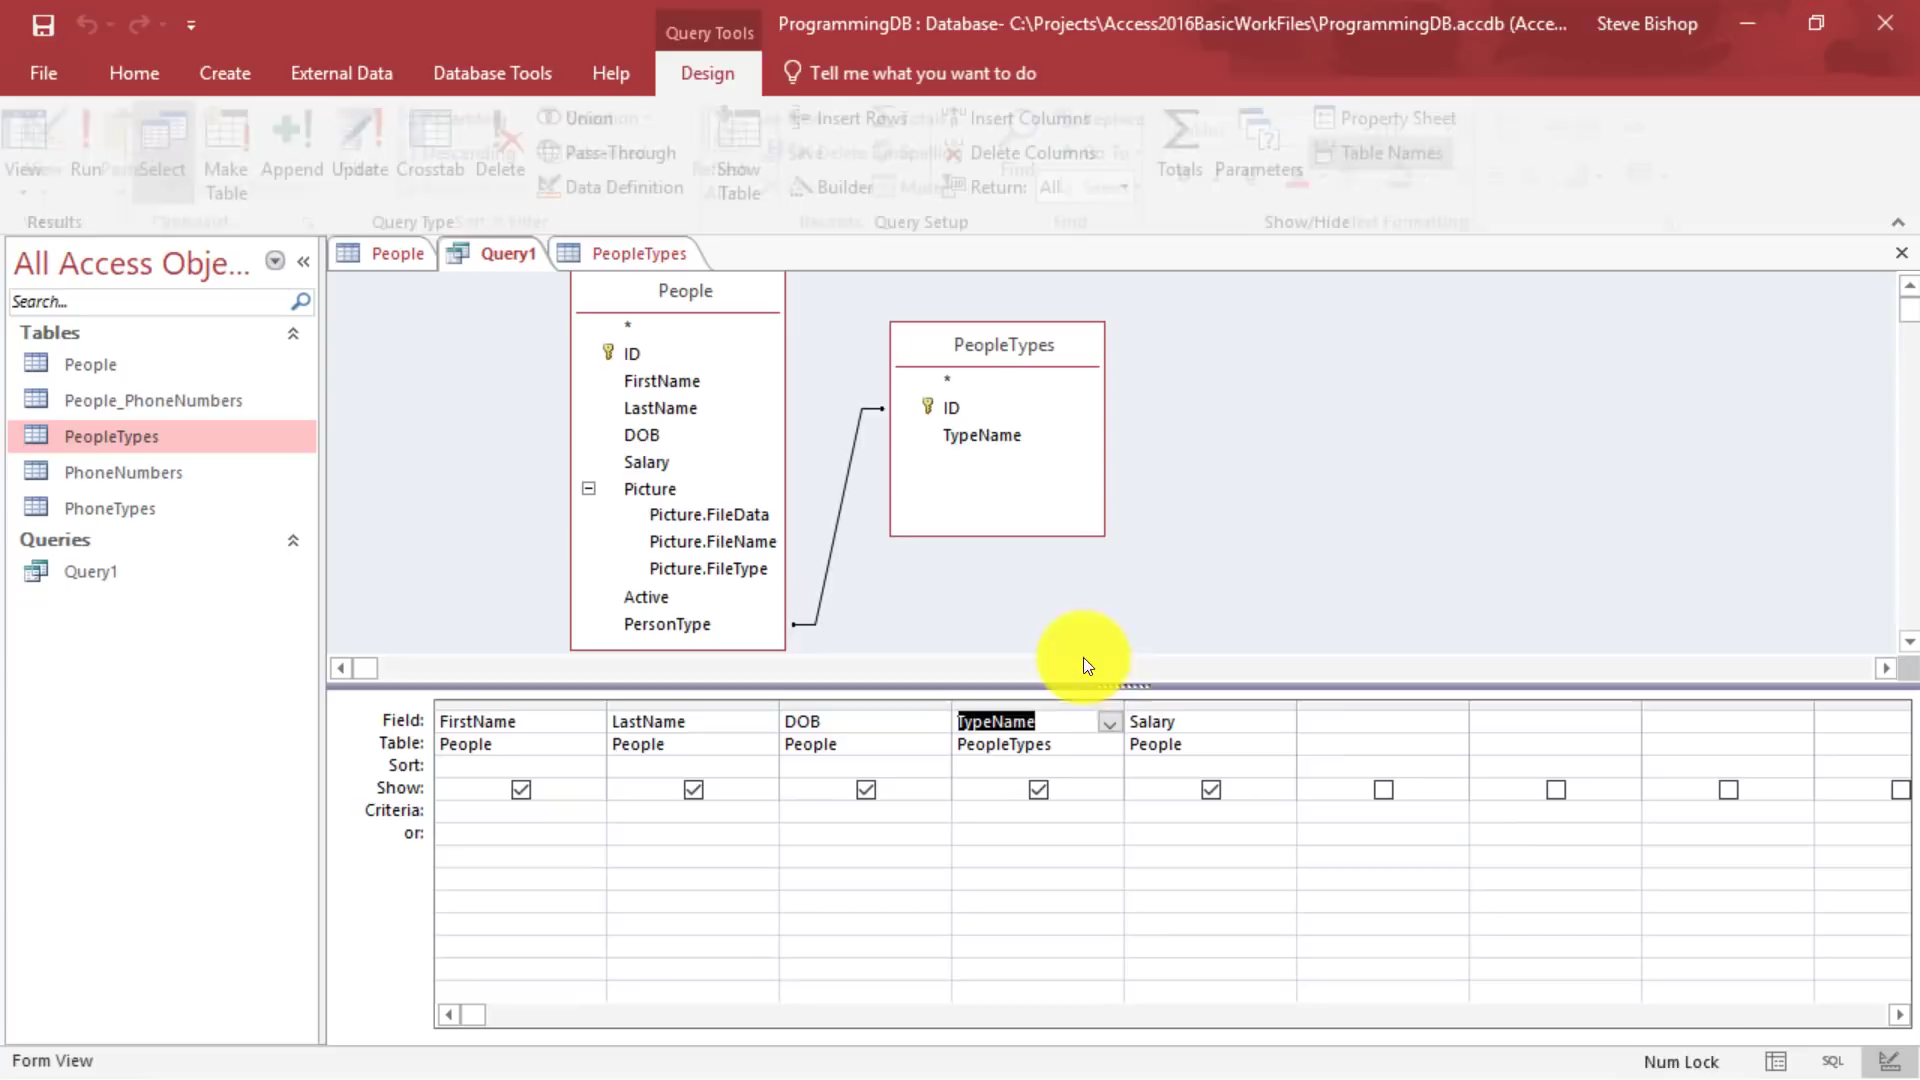 Query Tools
ProgrammingDB : Database- C:\Projects\Access2016BasicWorkFiles\ProgrammingDB.accdb (Acce...
Steve Bishop
File
Home
Create
External Data
Database Tools
Help
Design
Tell me what you want to do
View
Run
Select
Make Table
Append
Update
Crosstab
Delete
Union
Pass-Through
Data Definition
Show Table
Insert Rows
Delete
Builder
Insert Columns
Delete Columns
Return: All
Totals
Parameters
Property Sheet
Table Names
Results
Query Type
Query Setup
Show/Hide
All Access Obje...
Search...
Tables
People
People_PhoneNumbers
PeopleTypes
PhoneNumbers
PhoneTypes
Queries
Query1
People
Query1
PeopleTypes
People
*
ID
FirstName
LastName
DOB
Salary
Picture
Picture.FileData
Picture.FileName
Picture.FileType
Active
PersonType
PeopleTypes
*
ID
TypeName
Field: FirstName LastName DOB TypeName Salary
Table: People People People PeopleTypes People
Sort:
Show:
Criteria:
or:
Form View
Num Lock
SQL